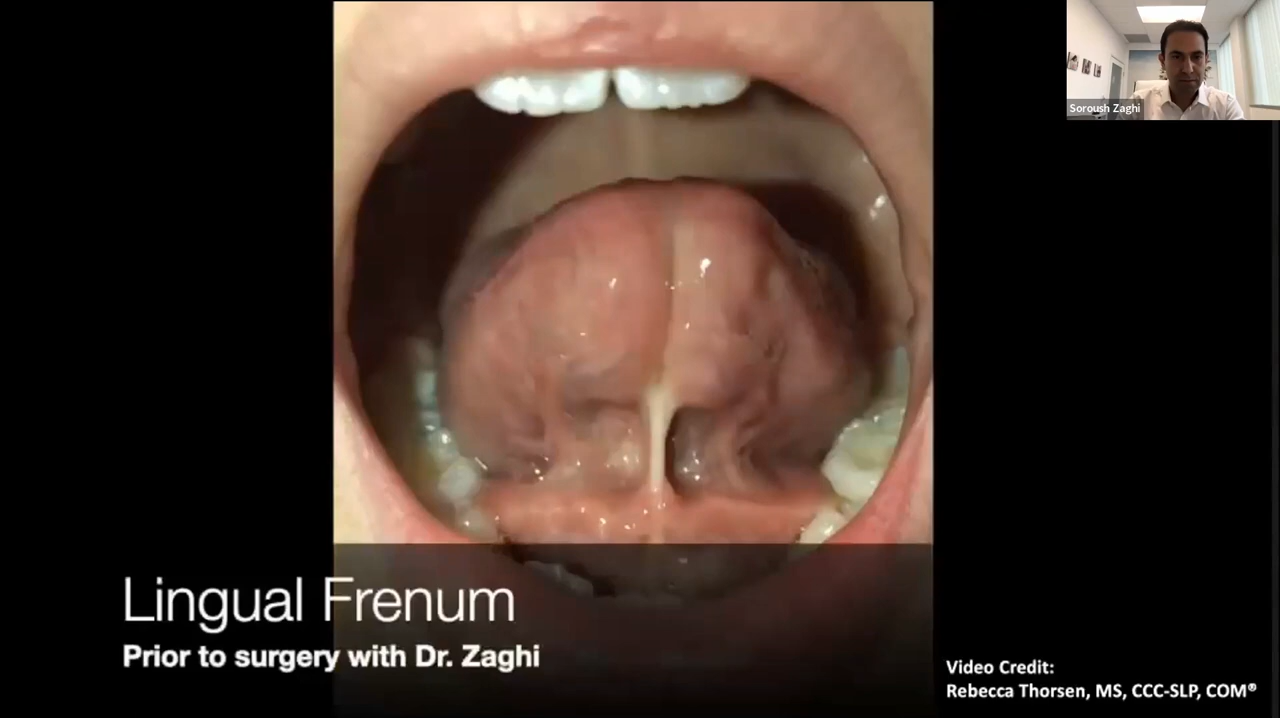 Soroush Zaghi
Lingual Frenum
Prior to surgery with Dr. Zaghi
Video Credit:
Rebecca Thorsen, MS, CCC-SLP, COM®